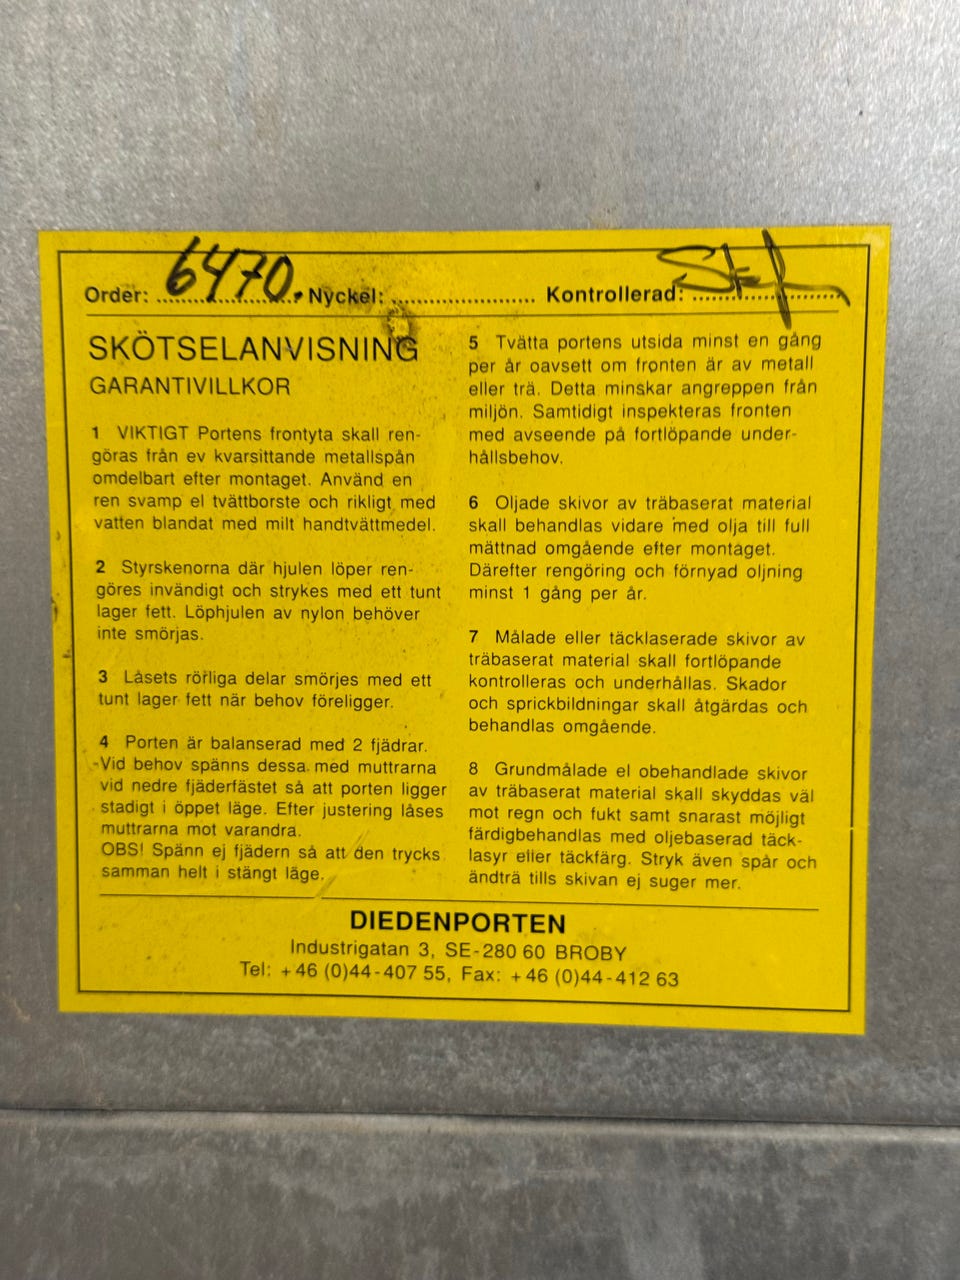 Order: 6470. Nyckel: Kontrollerad:
SKÖTSELANVISNING
GARANTIVILLKOR
1 VIKTIGT Portens frontyta skall ren-
göras från ev kvarsittande metallspån
omdelbart efter montaget. Använd en
ren svamp el tvättborste och rikligt med
vatten blandat med milt handtvättmedel.
2 Styrskenorna där hjulen löper ren-
göres invändigt och strykes med ett tunt
lager fett. Löphjulen av nylon behöver
inte smörjas.
3 Låsets rörliga delar smörjes med ett
tunt lager fett när behov föreligger.
4 Porten är balanserad med 2 fjädrar.
Vid behov spänns dessa med muttrarna
vid nedre fjäderfästet så att porten ligger
stadigt i öppet läge. Efter justering låses
muttrarna mot varandra.
OBS! Spänn ej fjädern så att den trycks
samman helt i stängt läge.
5 Tvätta portens utsida minst en gång
per år oavsett om fronten är av metall
eller trä. Detta minskar angreppen från
miljön. Samtidigt inspekteras fronten
med avseende på fortlöpande under-
hållsbehov.
6 Oljade skivor av träbaserat material
skall behandlas vidare med olja till full
mättnad omgående efter montaget.
Därefter rengöring och förnyad oljning
minst 1 gång per år.
7 Målade eller täcklaserade skivor av
träbaserat material skall fortlöpande
kontrolleras och underhållas. Skador
och sprickbildningar skall åtgärdas och
behandlas omgående.
8 Grundmålade el obehandlade skivor
av träbaserat material skall skyddas väl
mot regn och fukt samt snarast möjligt
färdigbehandlas med oljebaserad täck-
lasyr eller täckfärg. Stryk även spår och
ändträ tills skivan ej suger mer.
DIEDENPORTEN
Industrigatan 3, SE-280 60 BROBY
Tel: +46 (0)44-407 55, Fax: +46 (0)44-412 63